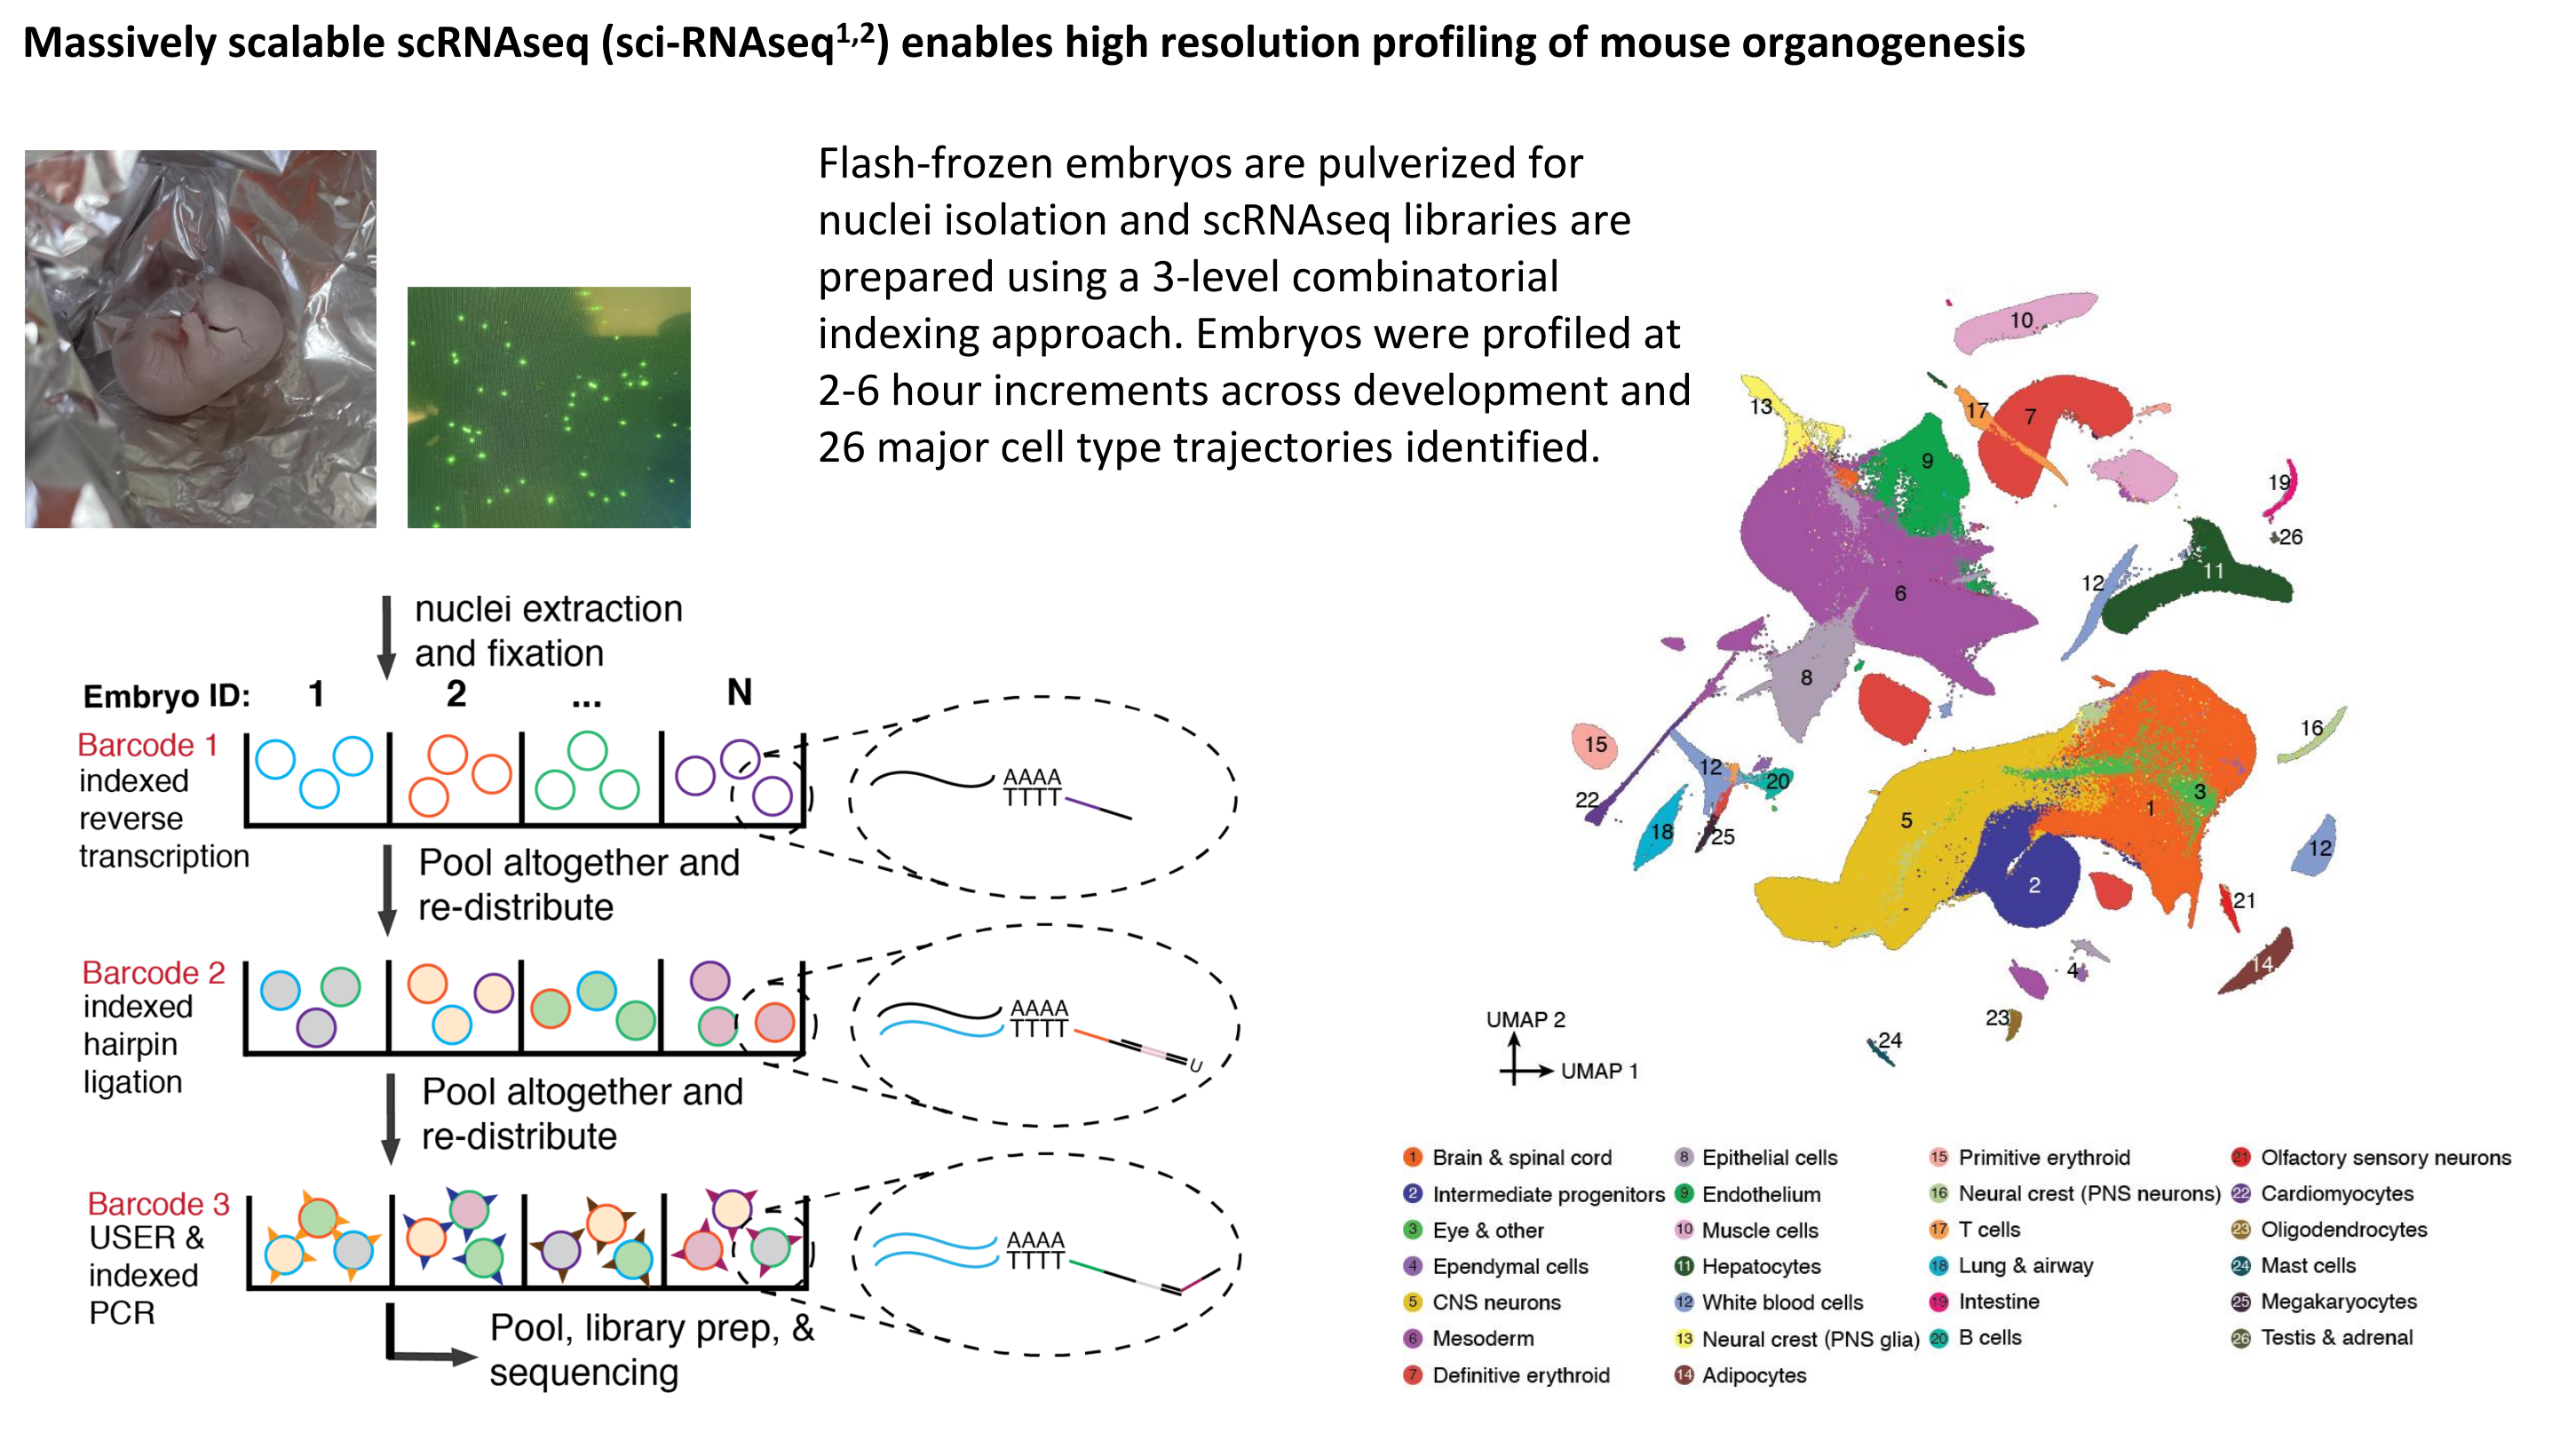 Massively scalable scRNAseq (sci-RNAseq1,2) enables high resolution profiling of mouse organogenesis
Flash-frozen embryos are pulverized for
nuclei isolation and scRNAseq libraries are
prepared using a 3-level combinatorial
indexing approach. Embryos were profiled at
2-6 hour increments across development and
26 major cell type trajectories identified.
nuclei extraction
and fixation
Embryo ID: 1 2 ... N
Barcode 1
indexed
reverse
transcription
AAAA
TTTT
Pool altogether and
re-distribute
Barcode 2
indexed
hairpin
ligation
AAAA
TTTT
U
Pool altogether and
re-distribute
Barcode 3
USER &
indexed
PCR
AAAA
TTTT
Pool, library prep, &
sequencing
10
13
17
7
9
19
26
11
12
6
8
15
16
12
20
22
18
25
5
1
3
12
2
21
14
4
23
24
UMAP 2
UMAP 1
1 Brain & spinal cord
2 Intermediate progenitors
3 Eye & other
4 Ependymal cells
5 CNS neurons
6 Mesoderm
7 Definitive erythroid
8 Epithelial cells
9 Endothelium
10 Muscle cells
11 Hepatocytes
12 White blood cells
13 Neural crest (PNS glia)
14 Adipocytes
15 Primitive erythroid
16 Neural crest (PNS neurons)
17 T cells
18 Lung & airway
19 Intestine
20 B cells
21 Olfactory sensory neurons
22 Cardiomyocytes
23 Oligodendrocytes
24 Mast cells
25 Megakaryocytes
26 Testis & adrenal